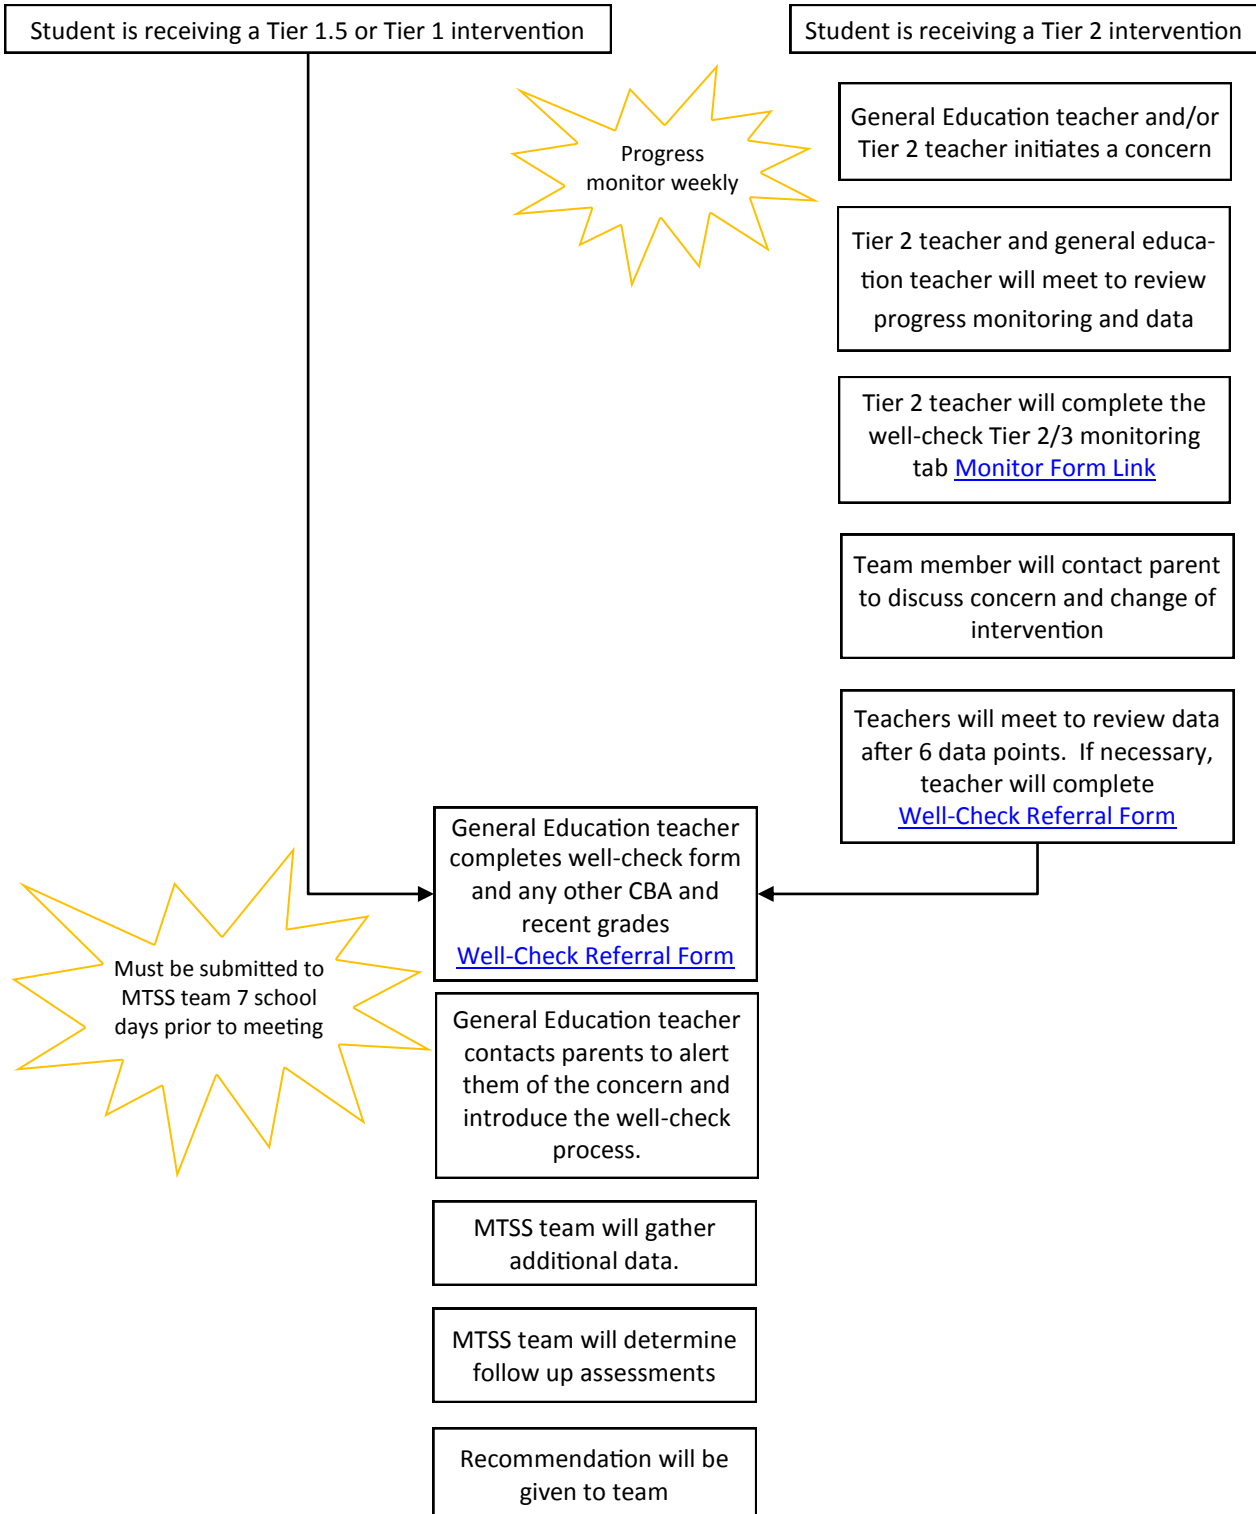 Student is receiving a Tier 1.5 or Tier 1 intervention
Student is receiving a Tier 2 intervention
Progress
monitor weekly
General Education teacher and/or
Tier 2 teacher initiates a concern
Tier 2 teacher and general educa-
tion teacher will meet to review
progress monitoring and data
Tier 2 teacher will complete the
well-check Tier 2/3 monitoring
tab Monitor Form Link
Team member will contact parent
to discuss concern and change of
intervention
Teachers will meet to review data
after 6 data points.  If necessary,
teacher will complete
Well-Check Referral Form
General Education teacher
completes well-check form
and any other CBA and
recent grades
Well-Check Referral Form
Must be submitted to
MTSS team 7 school
days prior to meeting
General Education teacher
contacts parents to alert
them of the concern and
introduce the well-check
process.
MTSS team will gather
additional data.
MTSS team will determine
follow up assessments
Recommendation will be
given to team